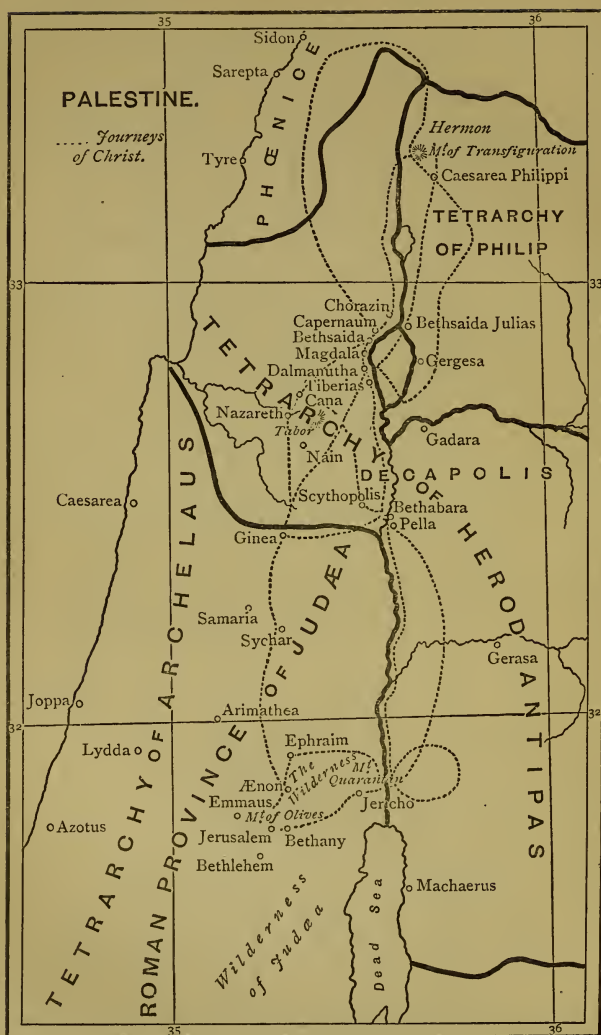 35
36
Sidon
Sarepta
PALESTINE.
..... Journeys
of Christ.
PHŒNICE
Hermon
Mt. of Transfiguration
Tyre
Caesarea Philippi
TETRARCHY
OF PHILIP
33
33
Chorazin
Capernaum
Bethsaida
Bethsaida Julias
Magdala
Gergesa
Dalmanutha
Tiberias
Cana
Nazareth
Tabor
Gadara
Nain
DECAPOLIS
TETRARCHY OF HEROD ANTIPAS
Scythopolis
Caesarea
Bethabara
Pella
Ginea
Samaria
Sychar
Gerasa
Joppa
Arimathea
32
32
Lydda
Ephraim
The
Wilderness
Mt.
Quarantan
Ænon
Jericho
Emmaus
Mt. of Olives
Azotus
Jerusalem
Bethany
Bethlehem
Machaerus
Wilderness
of Judæa
Dead Sea
TETRARCHY OF ARCHELAUS
ROMAN PROVINCE OF JUDÆA
35
36